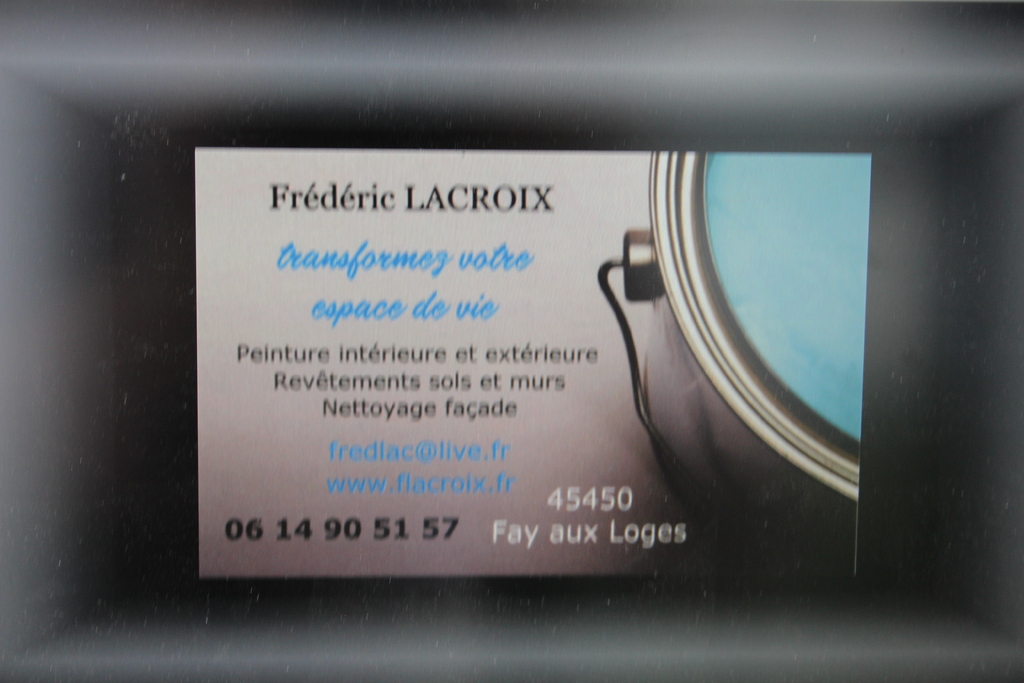 Frédéric LACROIX
transformez votre
espace de vie
Peinture intérieure et extérieure
Revêtements sols et murs
Nettoyage façade
fredlac@live.fr
www.flacroix.fr
06 14 90 51 57
45450
Fay aux Loges